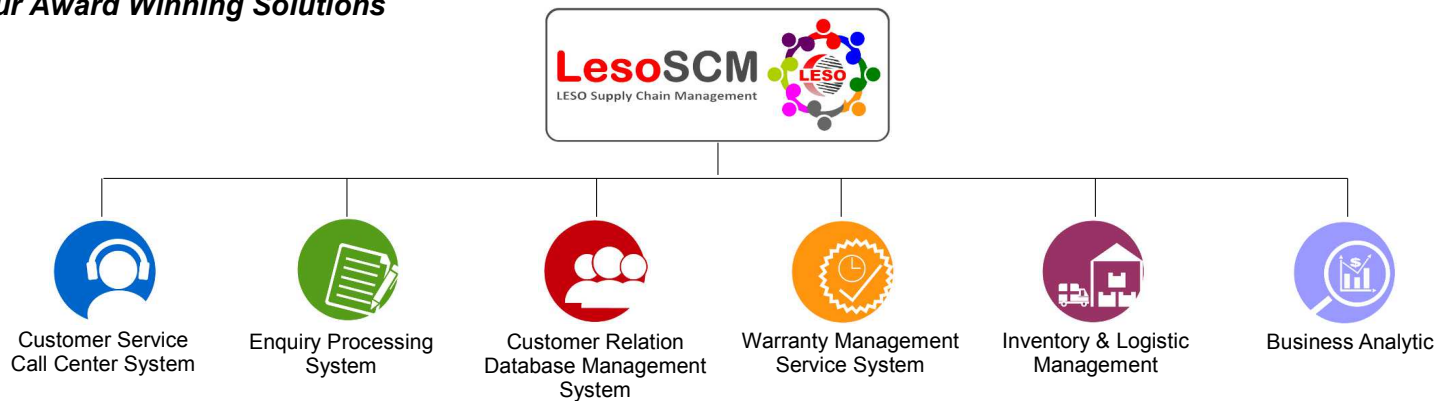 ur Award Winning Solutions
LesoSCM
LESO Supply Chain Management
LESO
Customer Service
Call Center System
Enquiry Processing
System
Customer Relation
Database Management
System
Warranty Management
Service System
Inventory & Logistic
Management
Business Analytic
$